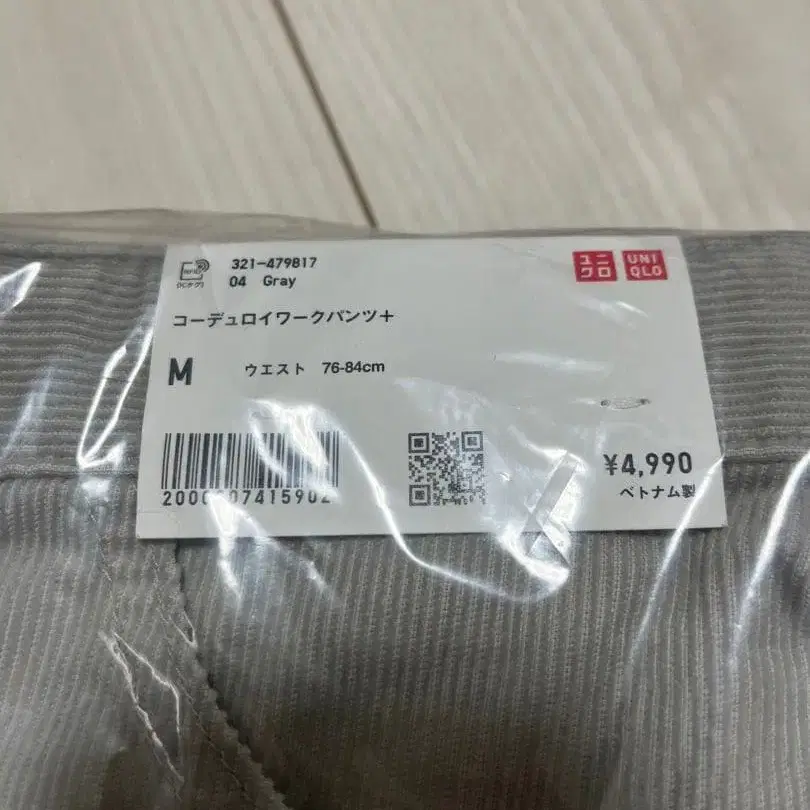 321-479817
04 Gray
ユニクロ
UNIQLO
コーデュロイワークパンツ+
M ウエスト 76-84cm
¥4,990
ベトナム製